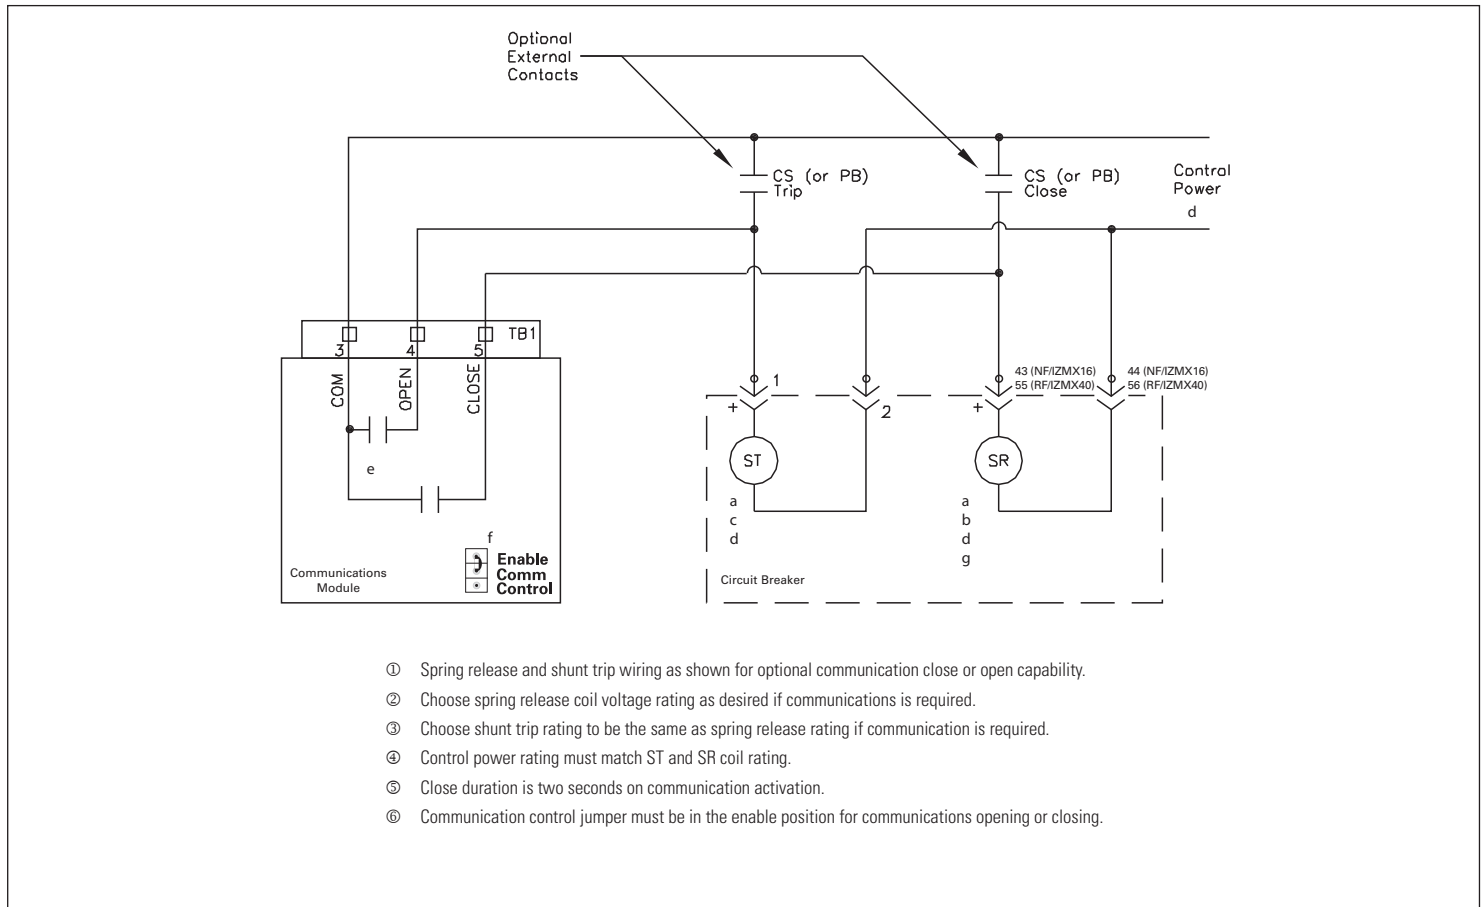 Optional
External
Contacts
CS (or PB)
Trip
CS (or PB)
Close
Control
Power
d
TB1
3
4
5
COM
OPEN
CLOSE
e
f
Enable
Comm
Control
Communications
Module
1
2
43 (NF/IZMX16)
55 (RF/IZMX40)
44 (NF/IZMX16)
56 (RF/IZMX40)
+
+
ST
SR
a
c
d
a
b
d
g
Circuit Breaker
① Spring release and shunt trip wiring as shown for optional communication close or open capability.
② Choose spring release coil voltage rating as desired if communications is required.
③ Choose shunt trip rating to be the same as spring release rating if communication is required.
④ Control power rating must match ST and SR coil rating.
⑤ Close duration is two seconds on communication activation.
⑥ Communication control jumper must be in the enable position for communications opening or closing.